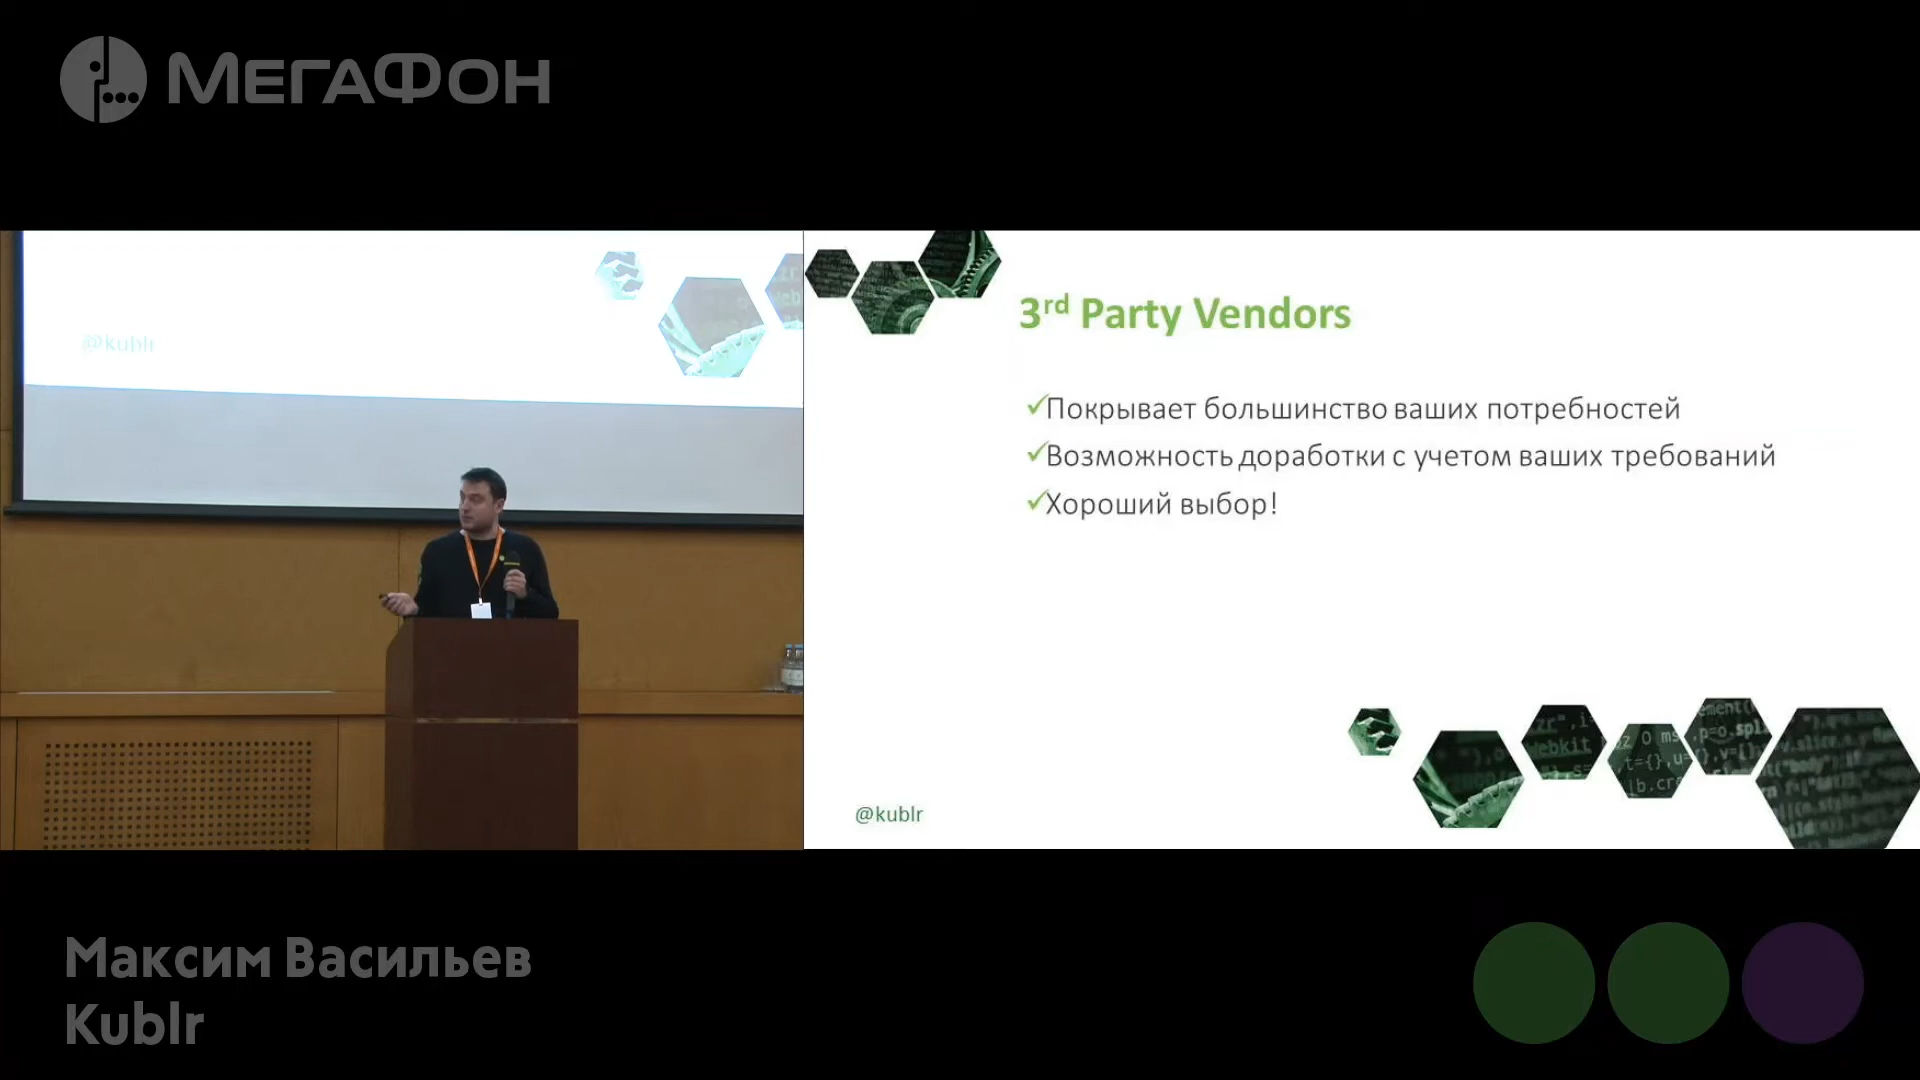 МЕГАФОН
@kublr
3rd Party Vendors
✓Покрывает большинство ваших потребностей
✓Возможность доработки с учетом ваших требований
✓Хороший выбор!
@kublr
Максим Васильев
Kublr